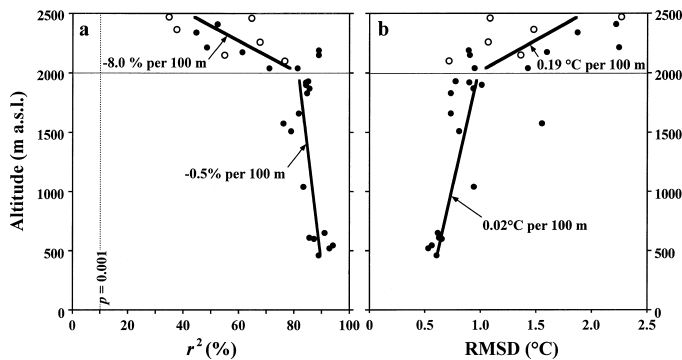 2500
2000
1500
1000
500
0
Altitude (m a.s.l.)
a
-8.0 % per 100 m
-0.5% per 100 m
p = 0.001
0 20 40 60 80 100
r² (%)
b
0.19 °C per 100 m
0.02°C per 100 m
2500
2000
1500
1000
500
0
0 0.5 1.0 1.5 2.0 2.5
RMSD (°C)